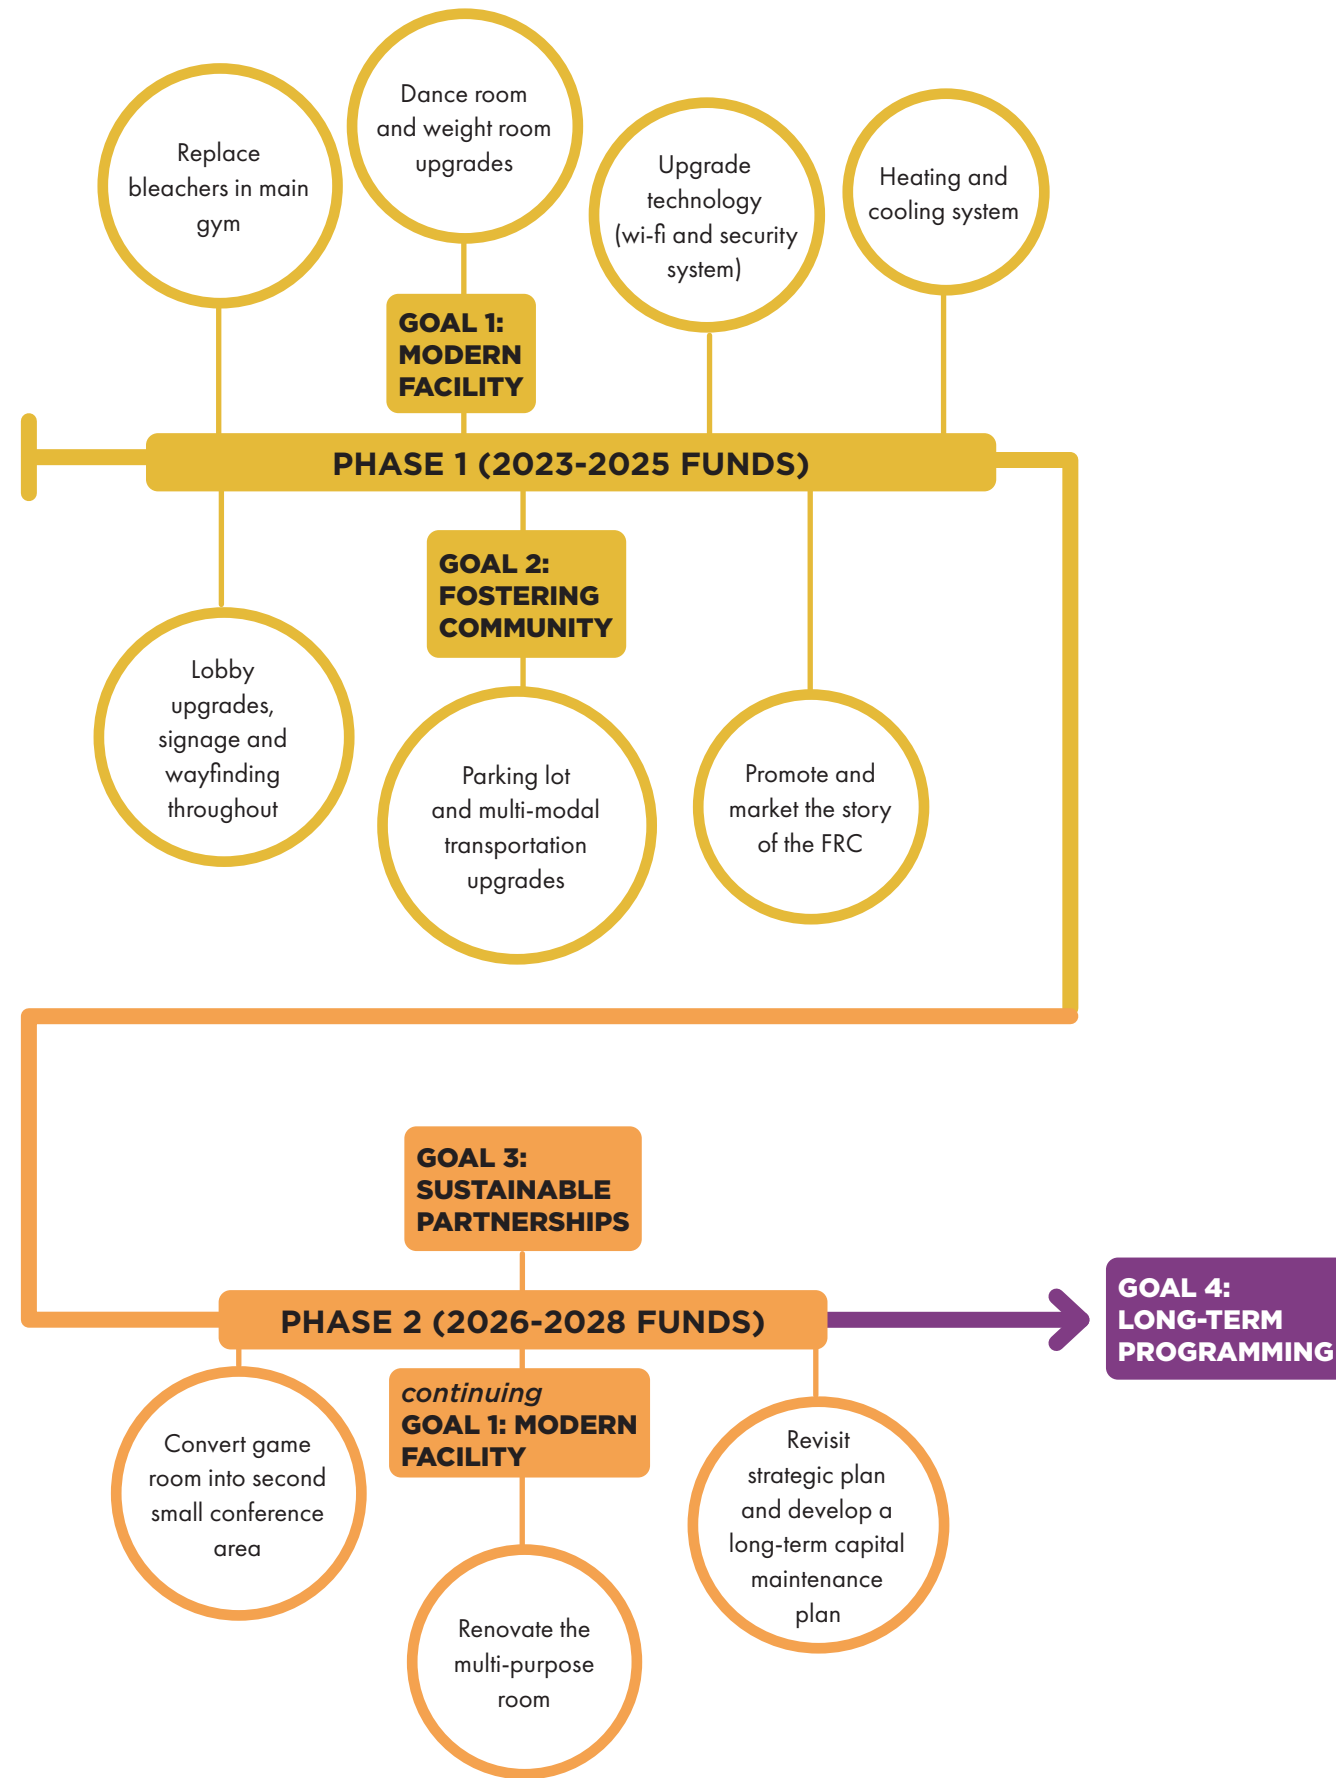 Replace
bleachers in main
gym
Dance room
and weight room
upgrades
Upgrade
technology
(wi-fi and security
system)
Heating and
cooling system
GOAL 1:
MODERN
FACILITY
PHASE 1 (2023-2025 FUNDS)
GOAL 2:
FOSTERING
COMMUNITY
Lobby
upgrades,
signage and
wayfinding
throughout
Parking lot
and multi-modal
transportation
upgrades
Promote and
market the story
of the FRC
GOAL 3:
SUSTAINABLE
PARTNERSHIPS
PHASE 2 (2026-2028 FUNDS)
GOAL 4:
LONG-TERM
PROGRAMMING
continuing
GOAL 1: MODERN
FACILITY
Convert game
room into second
small conference
area
Renovate the
multi-purpose
room
Revisit
strategic plan
and develop a
long-term capital
maintenance
plan